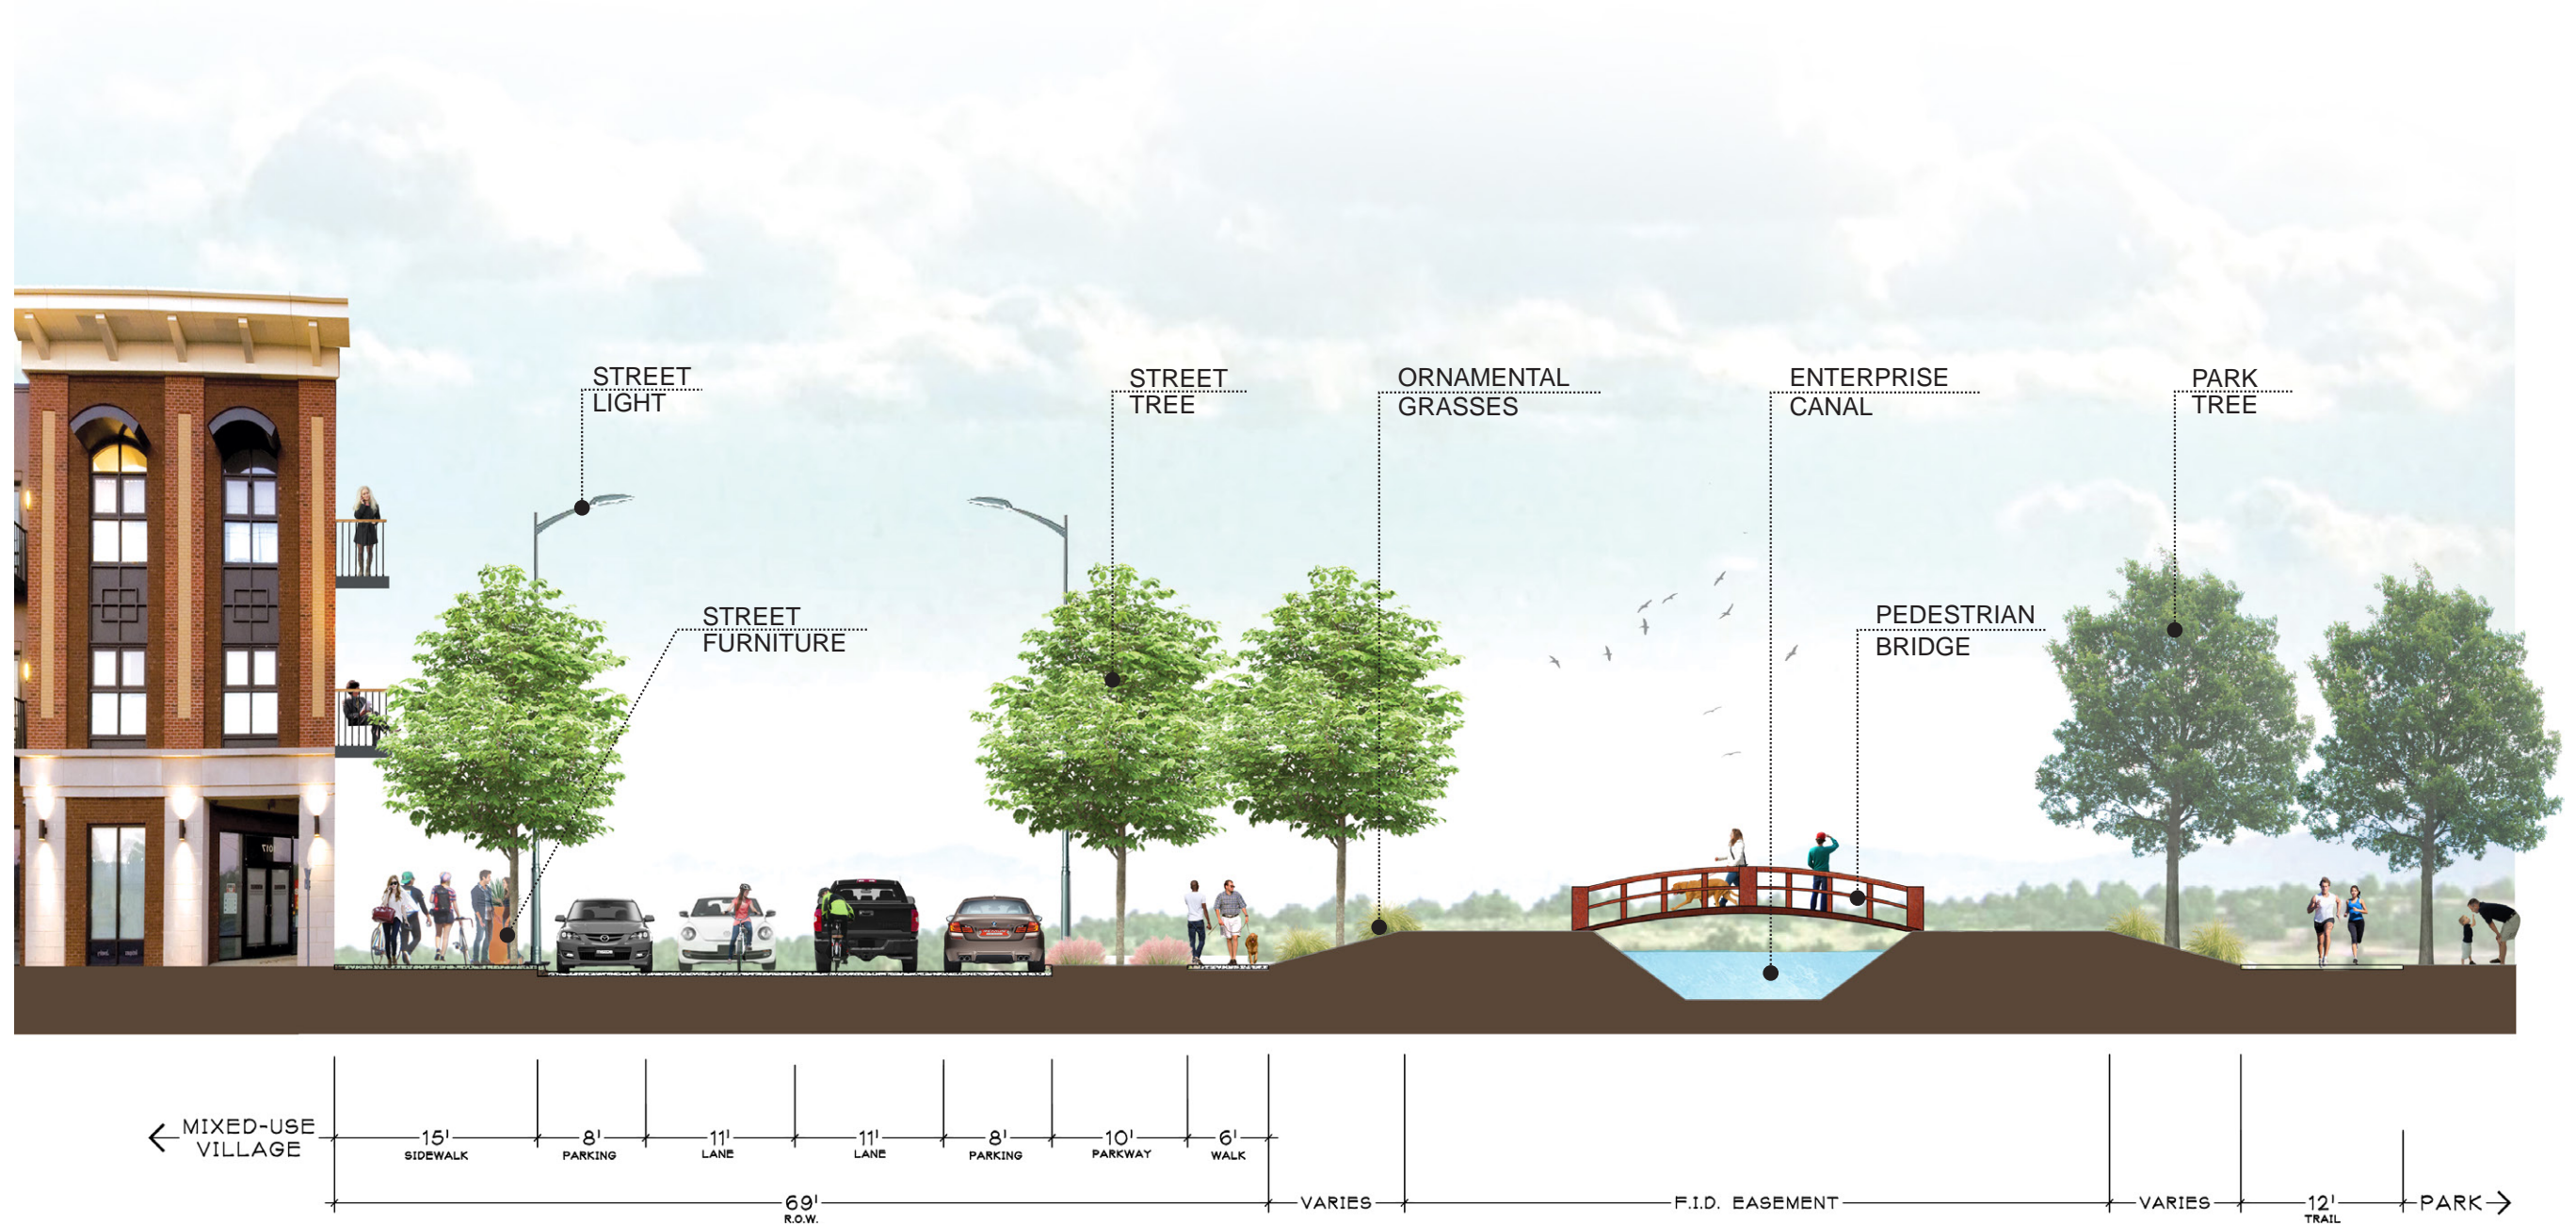 STREET
LIGHT
STREET
TREE
ORNAMENTAL
GRASSES
ENTERPRISE
CANAL
PARK
TREE
STREET
FURNITURE
PEDESTRIAN
BRIDGE
1017
MIXED-USE
VILLAGE
15'
SIDEWALK
8'
PARKING
11'
LANE
11'
LANE
8'
PARKING
10'
PARKWAY
6'
WALK
69'
R.O.W.
VARIES
F.I.D. EASEMENT
VARIES
12'
TRAIL
PARK